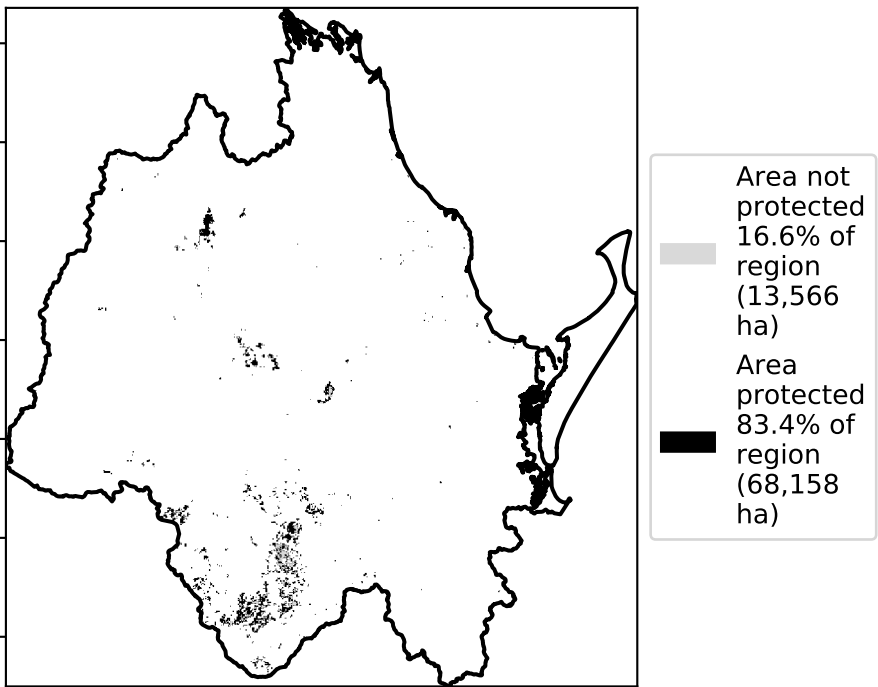 Area not
protected
16.6% of
region
(13,566
ha)
Area
protected
83.4% of
region
(68,158
ha)